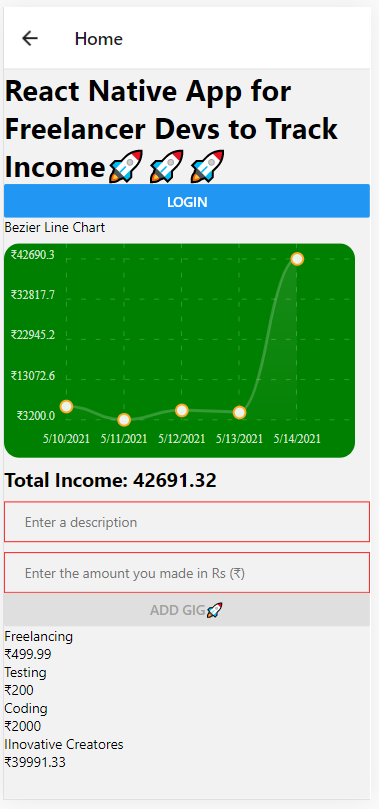 Home
React Native App for
Freelancer Devs to Track
Income🚀🚀🚀
LOGIN
Bezier Line Chart
₹42690.3
₹32817.7
₹22945.2
₹13072.6
₹3200.0
5/10/2021 5/11/2021 5/12/2021 5/13/2021 5/14/2021
Total Income: 42691.32
Enter a description
Enter the amount you made in Rs (₹)
ADD GIG🚀
Freelancing
₹499.99
Testing
₹200
Coding
₹2000
IInovative Creatores
₹39991.33